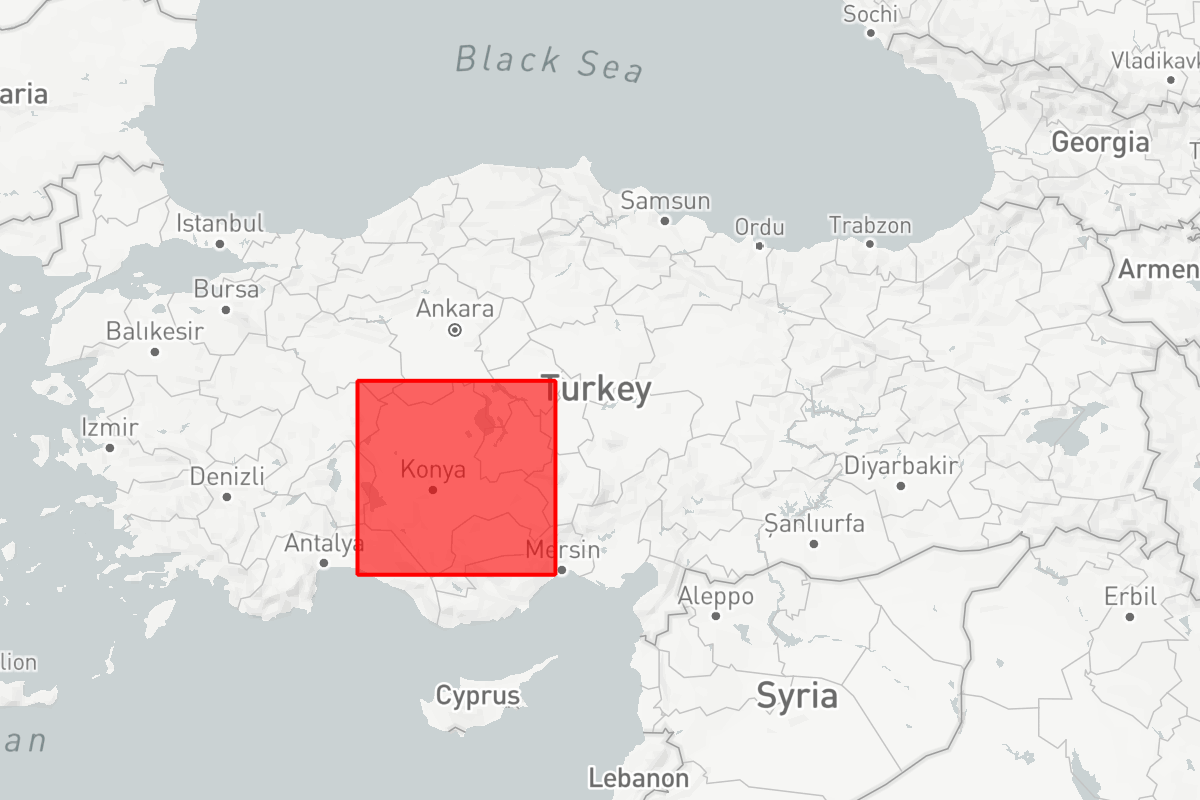 Sochi
Black Sea
Vladikavk
aria
Georgia
T
Samsun
Istanbul
Ordu
Trabzon
Armen
Bursa
Ankara
Balıkesir
Turkey
Izmir
Konya
Denizli
Diyarbakir
Şanlıurfa
Antalya
Mersin
Aleppo
Erbil
lion
Cyprus
Syria
an
Lebanon